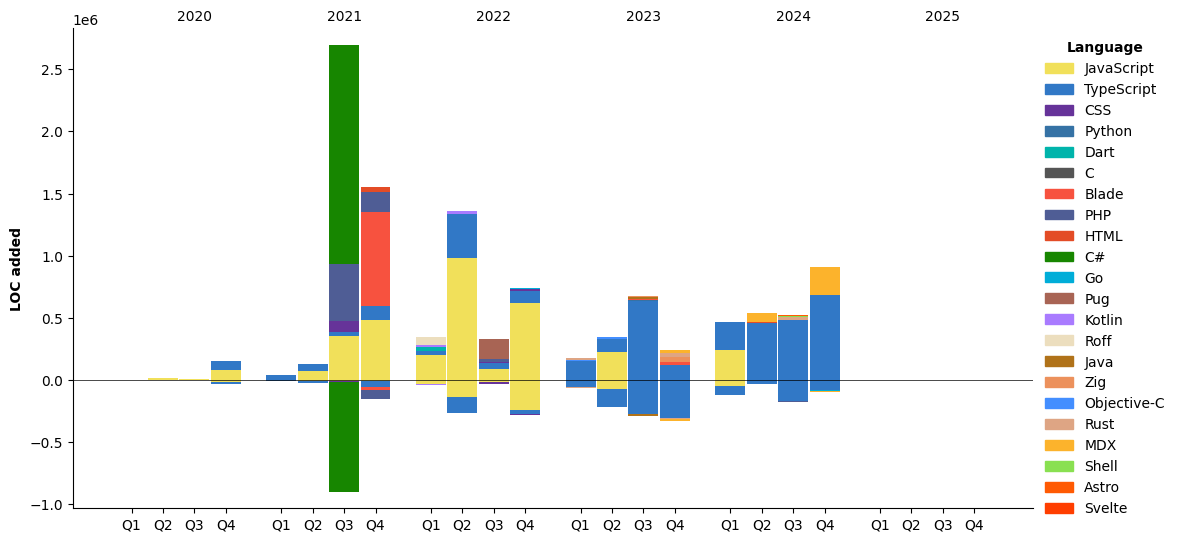 1e6
2020 2021 2022 2023 2024 2025
LOC added
2.5
2.0
1.5
1.0
0.5
0.0
−0.5
−1.0
Q1 Q2 Q3 Q4 Q1 Q2 Q3 Q4 Q1 Q2 Q3 Q4 Q1 Q2 Q3 Q4 Q1 Q2 Q3 Q4 Q1 Q2 Q3 Q4
Language
JavaScript
TypeScript
CSS
Python
Dart
C
Blade
PHP
HTML
C#
Go
Pug
Kotlin
Roff
Java
Zig
Objective-C
Rust
MDX
Shell
Astro
Svelte